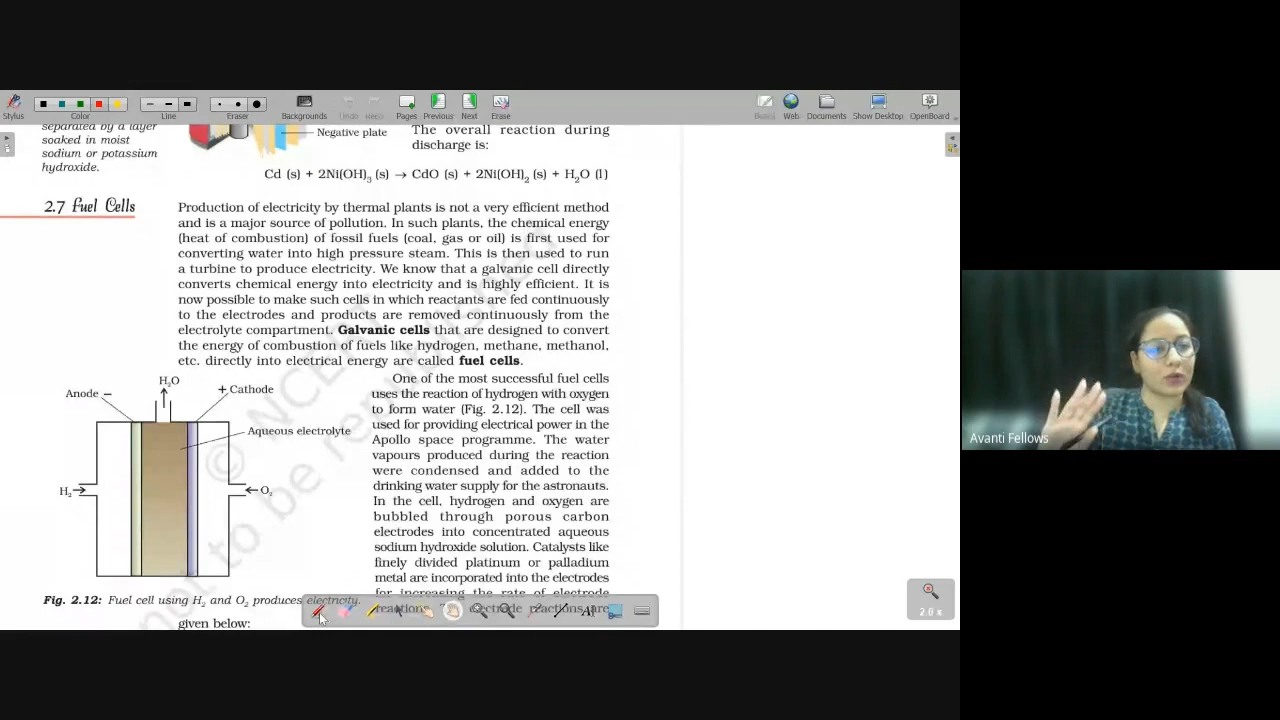 Stylus
Color
Line
Eraser
Backgrounds
Undo
Redo
Pages
Previous
Next
Erase
Board
Web
Documents
Show Desktop
OpenBoard
separated by a layer
soaked in moist
sodium or potassium
hydroxide.
Negative plate
The overall reaction during
discharge is:
Cd (s) + 2Ni(OH)₃ (s) → CdO (s) + 2Ni(OH)₂ (s) + H₂O (l)
2.7 Fuel Cells
Production of electricity by thermal plants is not a very efficient method
and is a major source of pollution. In such plants, the chemical energy
(heat of combustion) of fossil fuels (coal, gas or oil) is first used for
converting water into high pressure steam. This is then used to run
a turbine to produce electricity. We know that a galvanic cell directly
converts chemical energy into electricity and is highly efficient. It is
now possible to make such cells in which reactants are fed continuously
to the electrodes and products are removed continuously from the
electrolyte compartment. Galvanic cells that are designed to convert
the energy of combustion of fuels like hydrogen, methane, methanol,
etc. directly into electrical energy are called fuel cells.
H₂O
Anode −
+ Cathode
Aqueous electrolyte
H₂
O₂
Fig. 2.12: Fuel cell using H₂ and O₂ produces electricity.
One of the most successful fuel cells
uses the reaction of hydrogen with oxygen
to form water (Fig. 2.12). The cell was
used for providing electrical power in the
Apollo space programme. The water
vapours produced during the reaction
were condensed and added to the
drinking water supply for the astronauts.
In the cell, hydrogen and oxygen are
bubbled through porous carbon
electrodes into concentrated aqueous
sodium hydroxide solution. Catalysts like
finely divided platinum or palladium
metal are incorporated into the electrodes
for increasing the rate of electrode
reactions. electrode reactions are
given below:
© NCERT
not to be republished
2.0 x
Avanti Fellows